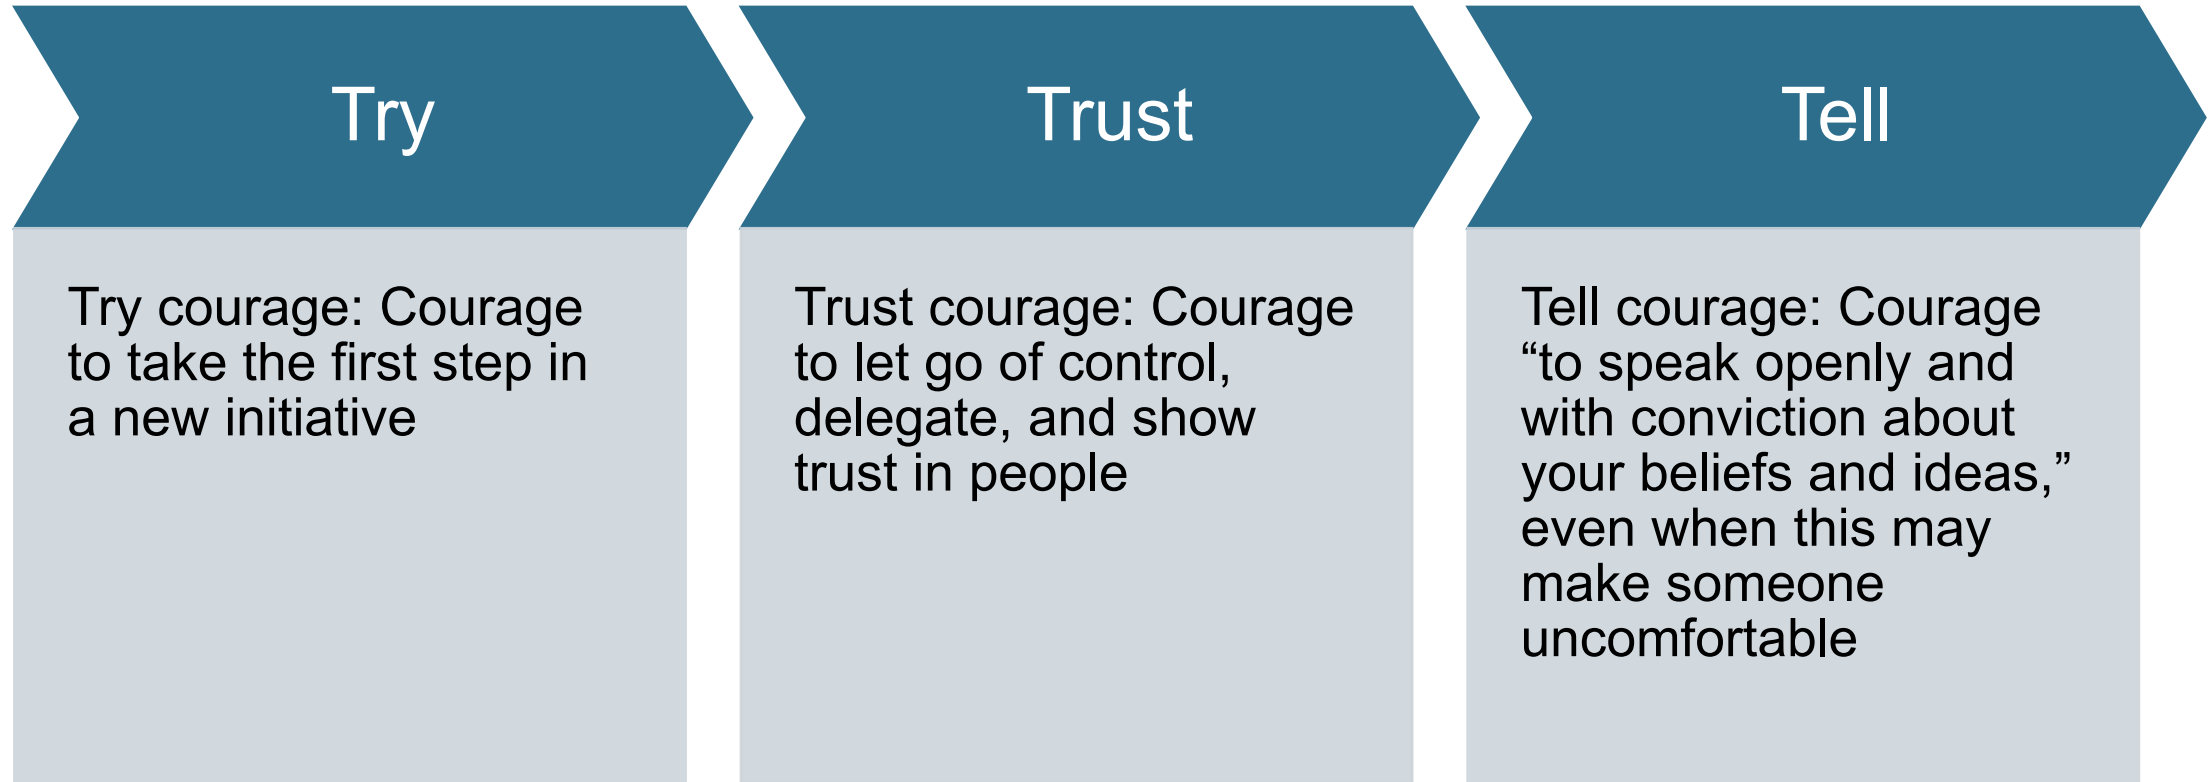 Try
Trust
Tell
Try courage: Courage
to take the first step in
a new initiative
Trust courage: Courage
to let go of control,
delegate, and show
trust in people
Tell courage: Courage
“to speak openly and
with conviction about
your beliefs and ideas,”
even when this may
make someone
uncomfortable